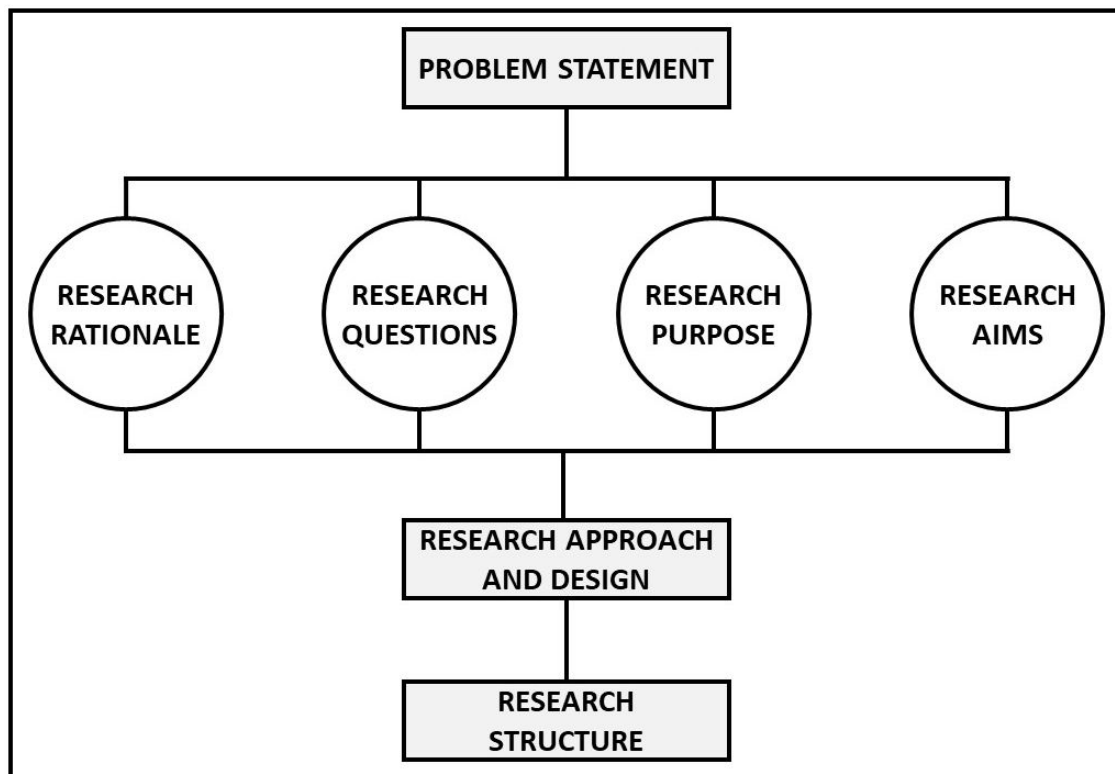 PROBLEM STATEMENT
RESEARCH
RATIONALE
RESEARCH
QUESTIONS
RESEARCH
PURPOSE
RESEARCH
AIMS
RESEARCH APPROACH
AND DESIGN
RESEARCH
STRUCTURE